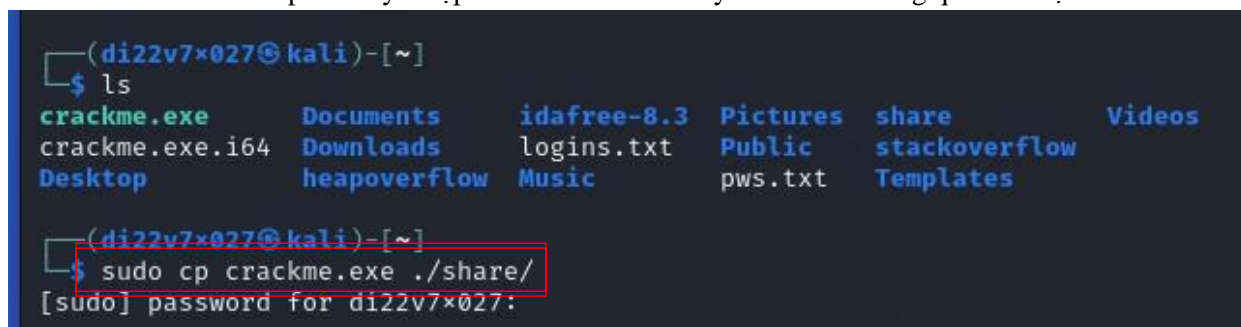 ┌──(di22v7×027㉿kali)-[~]
└─$ ls
crackme.exe Documents idafree-8.3 Pictures share Videos
crackme.exe.i64 Downloads logins.txt Public stackoverflow
Desktop heapoverflow Music pws.txt Templates
┌──(di22v7×027㉿kali)-[~]
└─$ sudo cp crackme.exe ./share/
[sudo] password for di22v7×027: